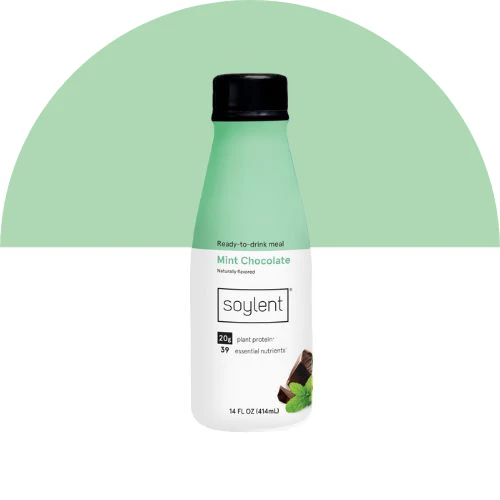 Ready-to-drink meal
Mint Chocolate
Naturally flavored
soylent®
20g plant protein*
39 essential nutrients*
14 FL OZ (414mL)